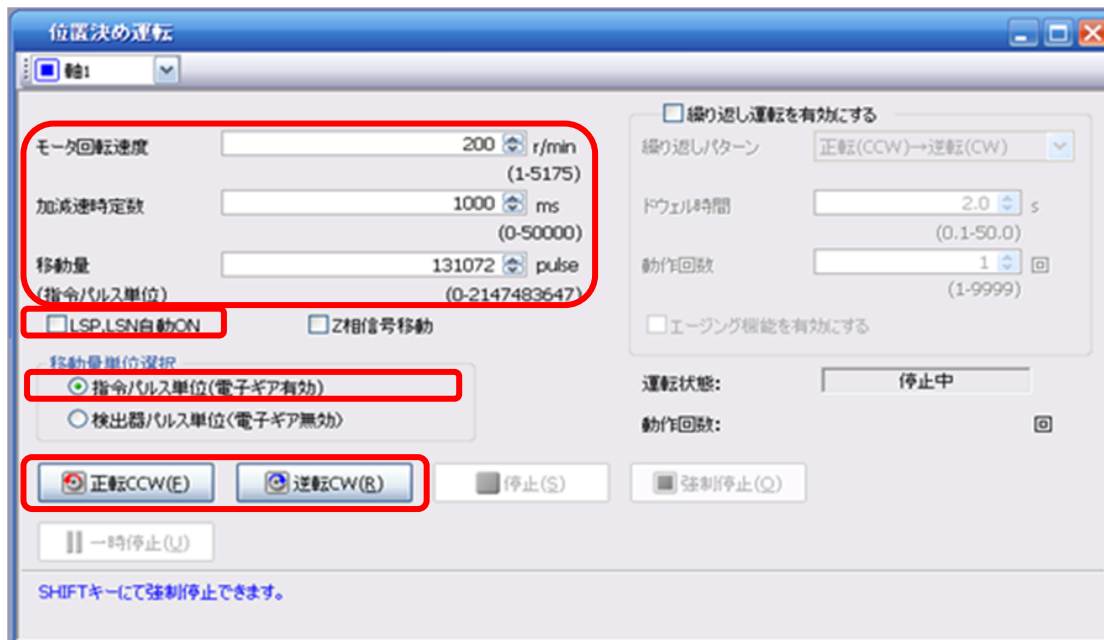 位置決め運転
軸1
モータ回転速度 200 r/min
(1-5175)
加減速時定数 1000 ms
(0-50000)
移動量 131072 pulse
(指令パルス単位) (0-2147483647)
LSP,LSN自動ON Z相信号移動
移動量単位選択
指令パルス単位(電子ギア有効)
検出器パルス単位(電子ギア無効)
繰り返し運転を有効にする
繰り返しパターン 正転(CCW)→逆転(CW)
ドウェル時間 2.0 s
(0.1-50.0)
動作回数 1 回
(1-9999)
エージング機能を有効にする
運転状態: 停止中
動作回数: 回
正転CCW(F) 逆転CW(R) 停止(S) 強制停止(O)
一時停止(U)
SHIFTキーにて強制停止できます。